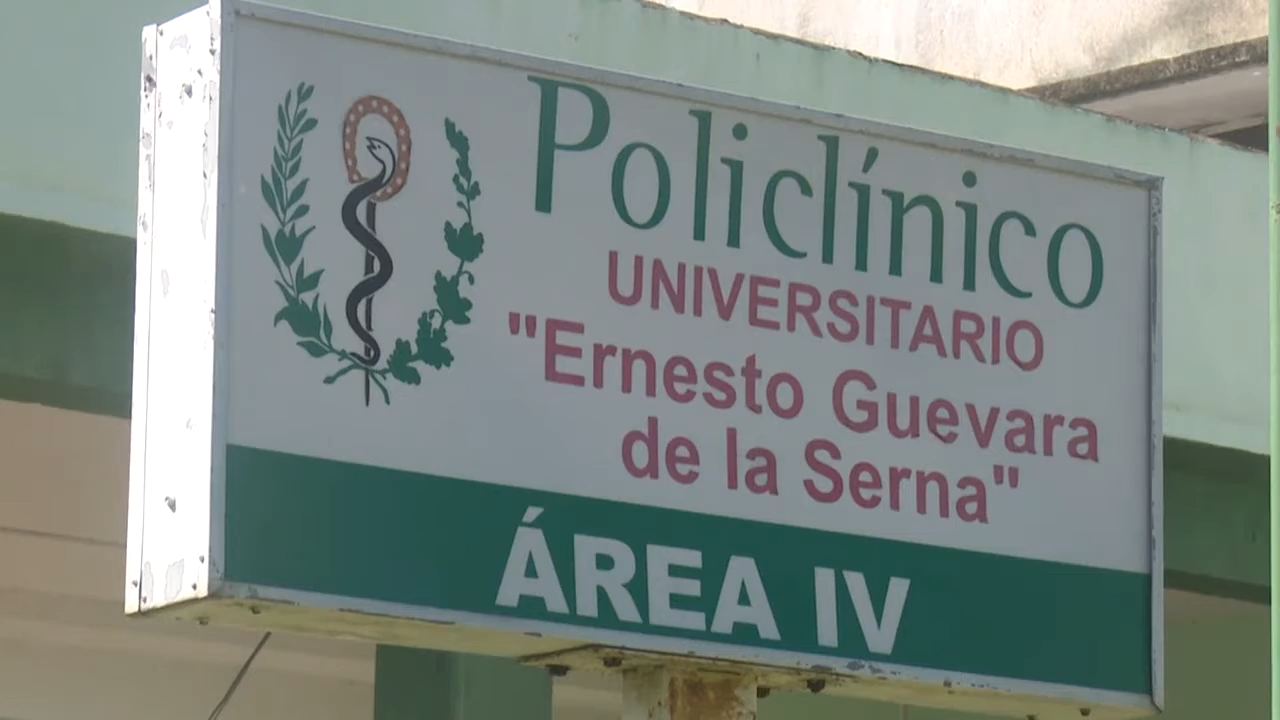 Policlínico
UNIVERSITARIO
"Ernesto Guevara
de la Serna"
ÁREA IV